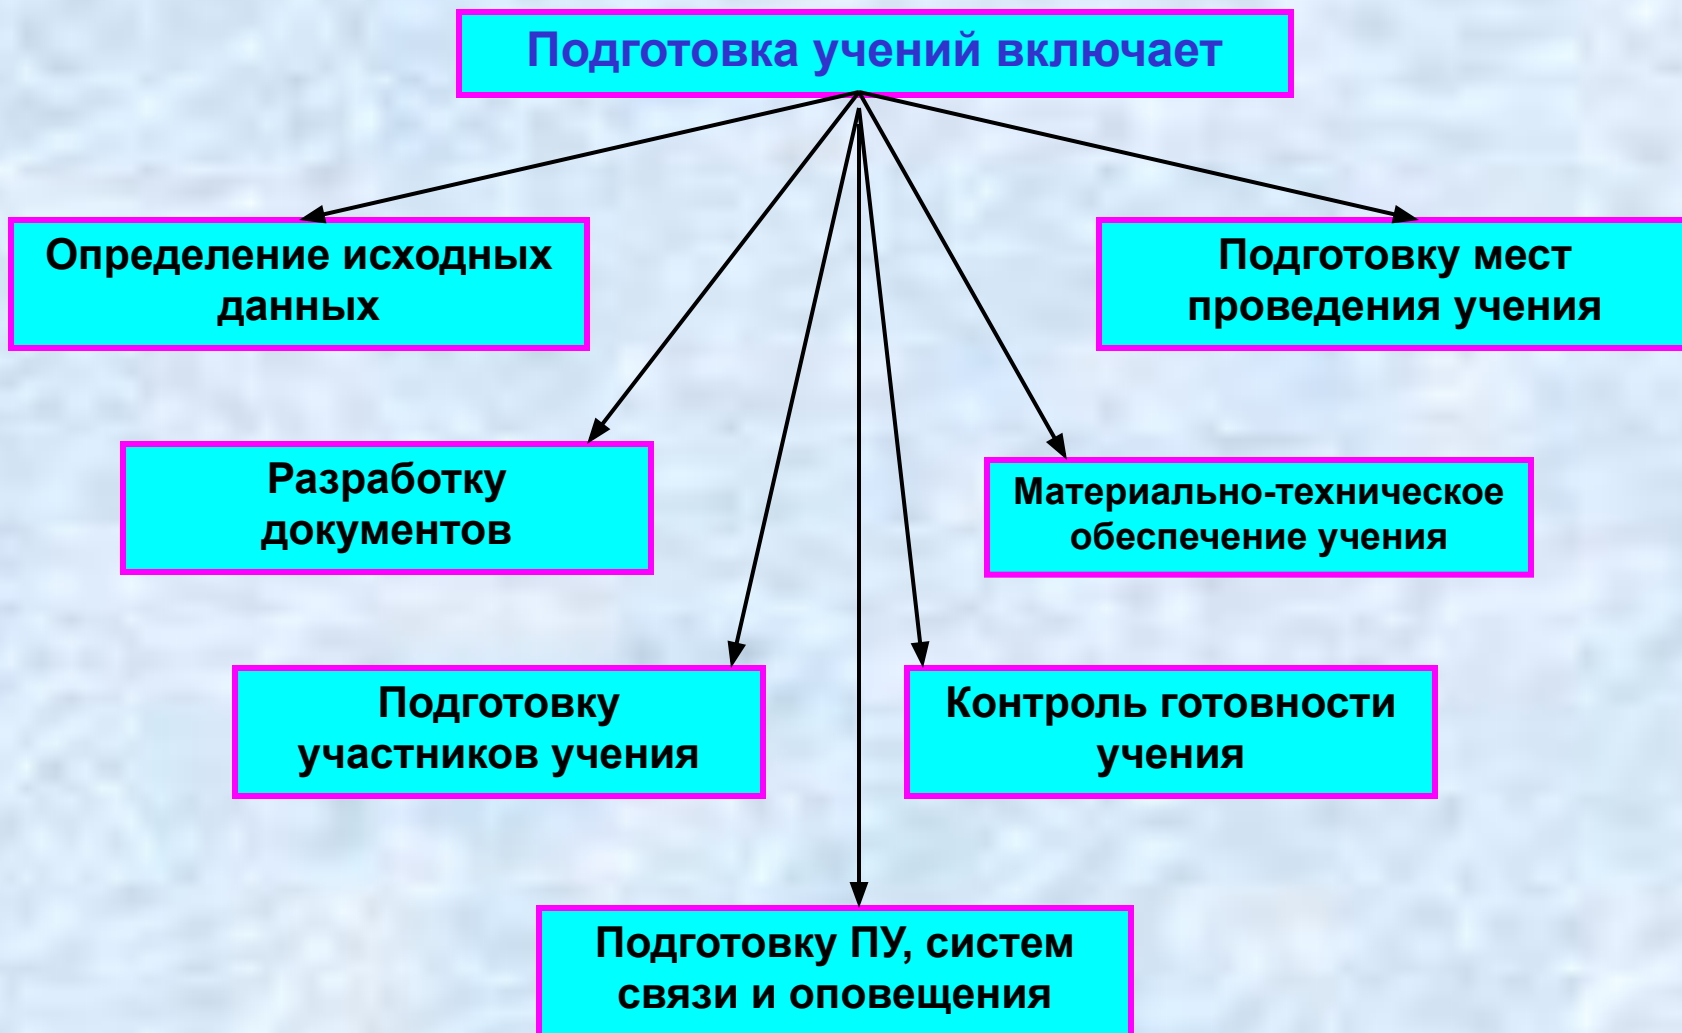 Подготовка учений включает
Определение исходных
данных
Подготовку мест
проведения учения
Разработку
документов
Материально-техническое
обеспечение учения
Подготовку
участников учения
Контроль готовности
учения
Подготовку ПУ, систем
связи и оповещения